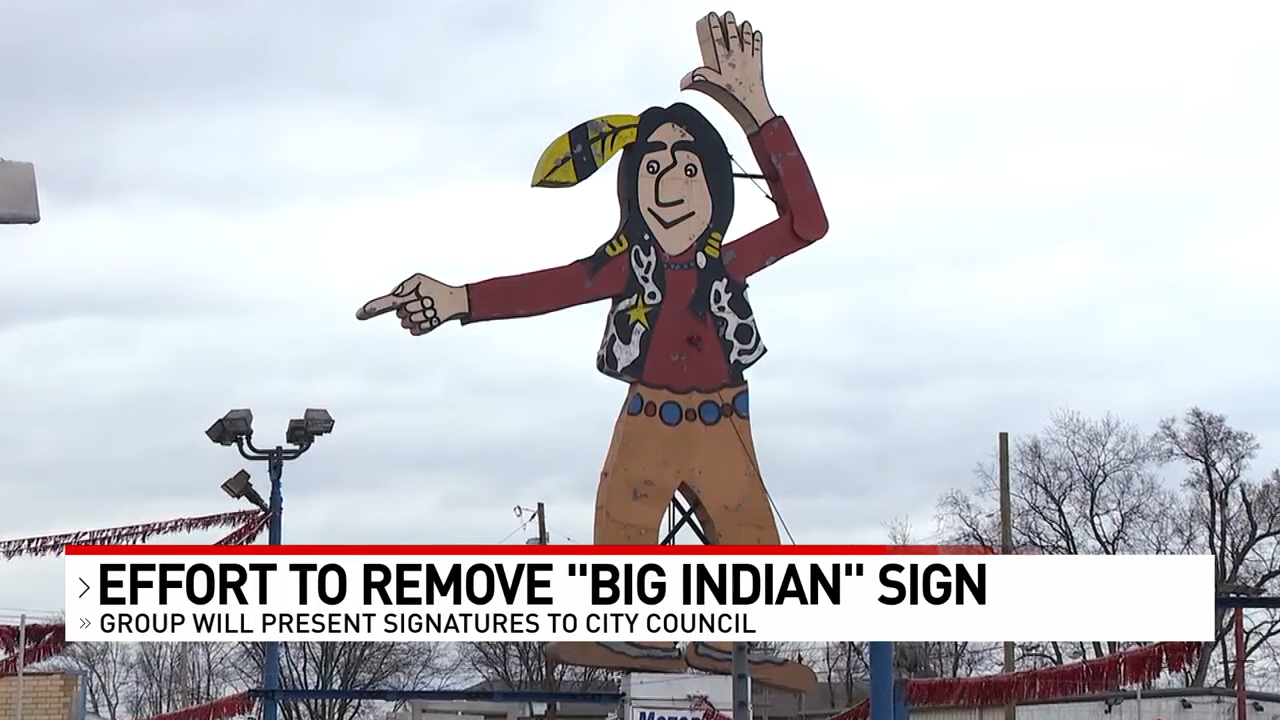 EFFORT TO REMOVE "BIG INDIAN" SIGN
GROUP WILL PRESENT SIGNATURES TO CITY COUNCIL